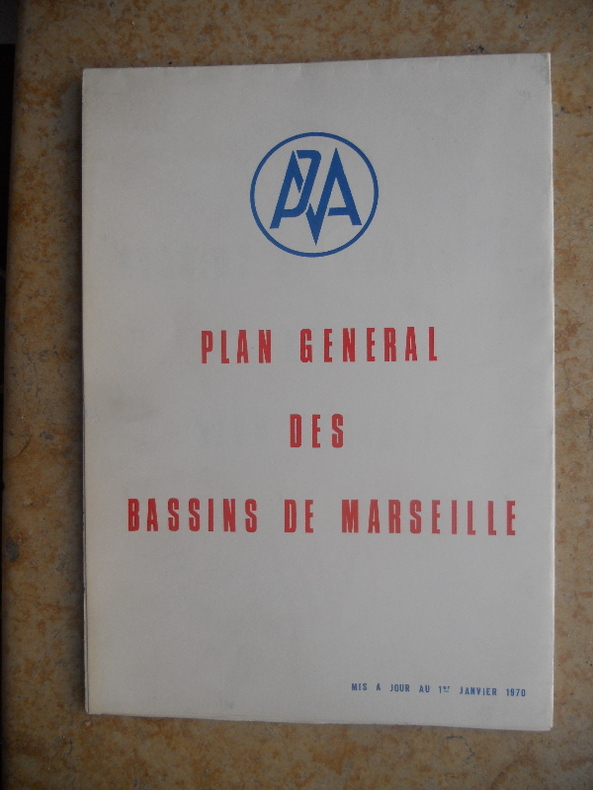 PLAN GENERAL
DES
BASSINS DE MARSEILLE
MIS A JOUR AU 1er JANVIER 1970